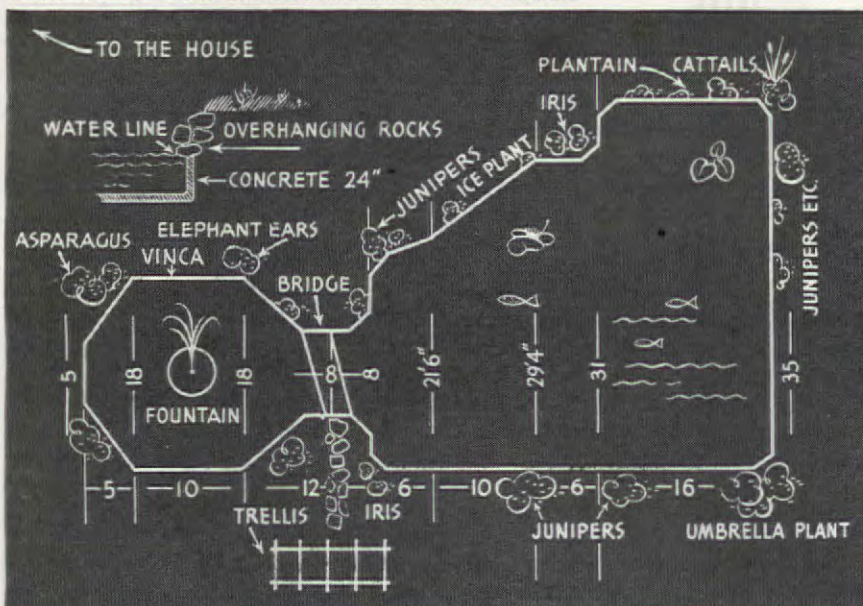 TO THE HOUSE
PLANTAIN
CATTAILS
IRIS
WATER LINE
OVERHANGING ROCKS
CONCRETE 24"
JUNIPERS
ICE PLANT
ASPARAGUS
ELEPHANT EARS
VINCA
BRIDGE
JUNIPERS ETC.
5
18
18
8
8
21'6"
29'4"
31
35
FOUNTAIN
5
10
12
6
10
6
16
TRELLIS
IRIS
JUNIPERS
UMBRELLA PLANT